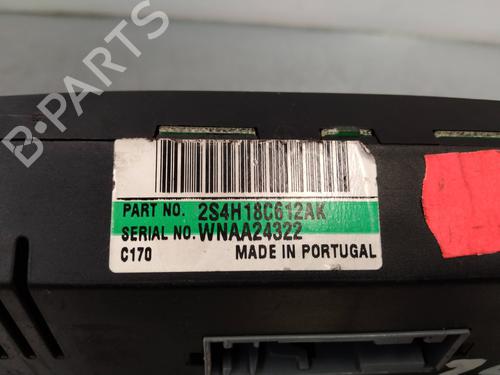 B-PARTS
PART NO. 2S4H18C612AK
SERIAL NO. WNAA24322
C170 MADE IN PORTUGAL